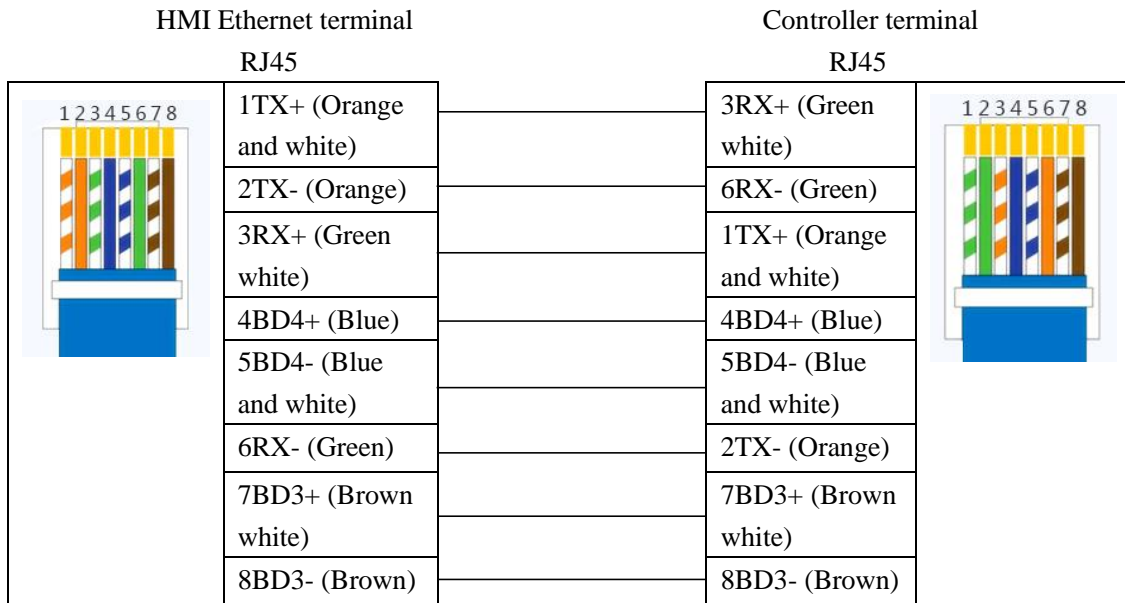 HMI Ethernet terminal
Controller terminal
RJ45
RJ45
12345678
1TX+ (Orange
and white)
3RX+ (Green
white)
12345678
2TX- (Orange)
6RX- (Green)
3RX+ (Green
white)
1TX+ (Orange
and white)
4BD4+ (Blue)
4BD4+ (Blue)
5BD4- (Blue
and white)
5BD4- (Blue
and white)
6RX- (Green)
2TX- (Orange)
7BD3+ (Brown
white)
7BD3+ (Brown
white)
8BD3- (Brown)
8BD3- (Brown)